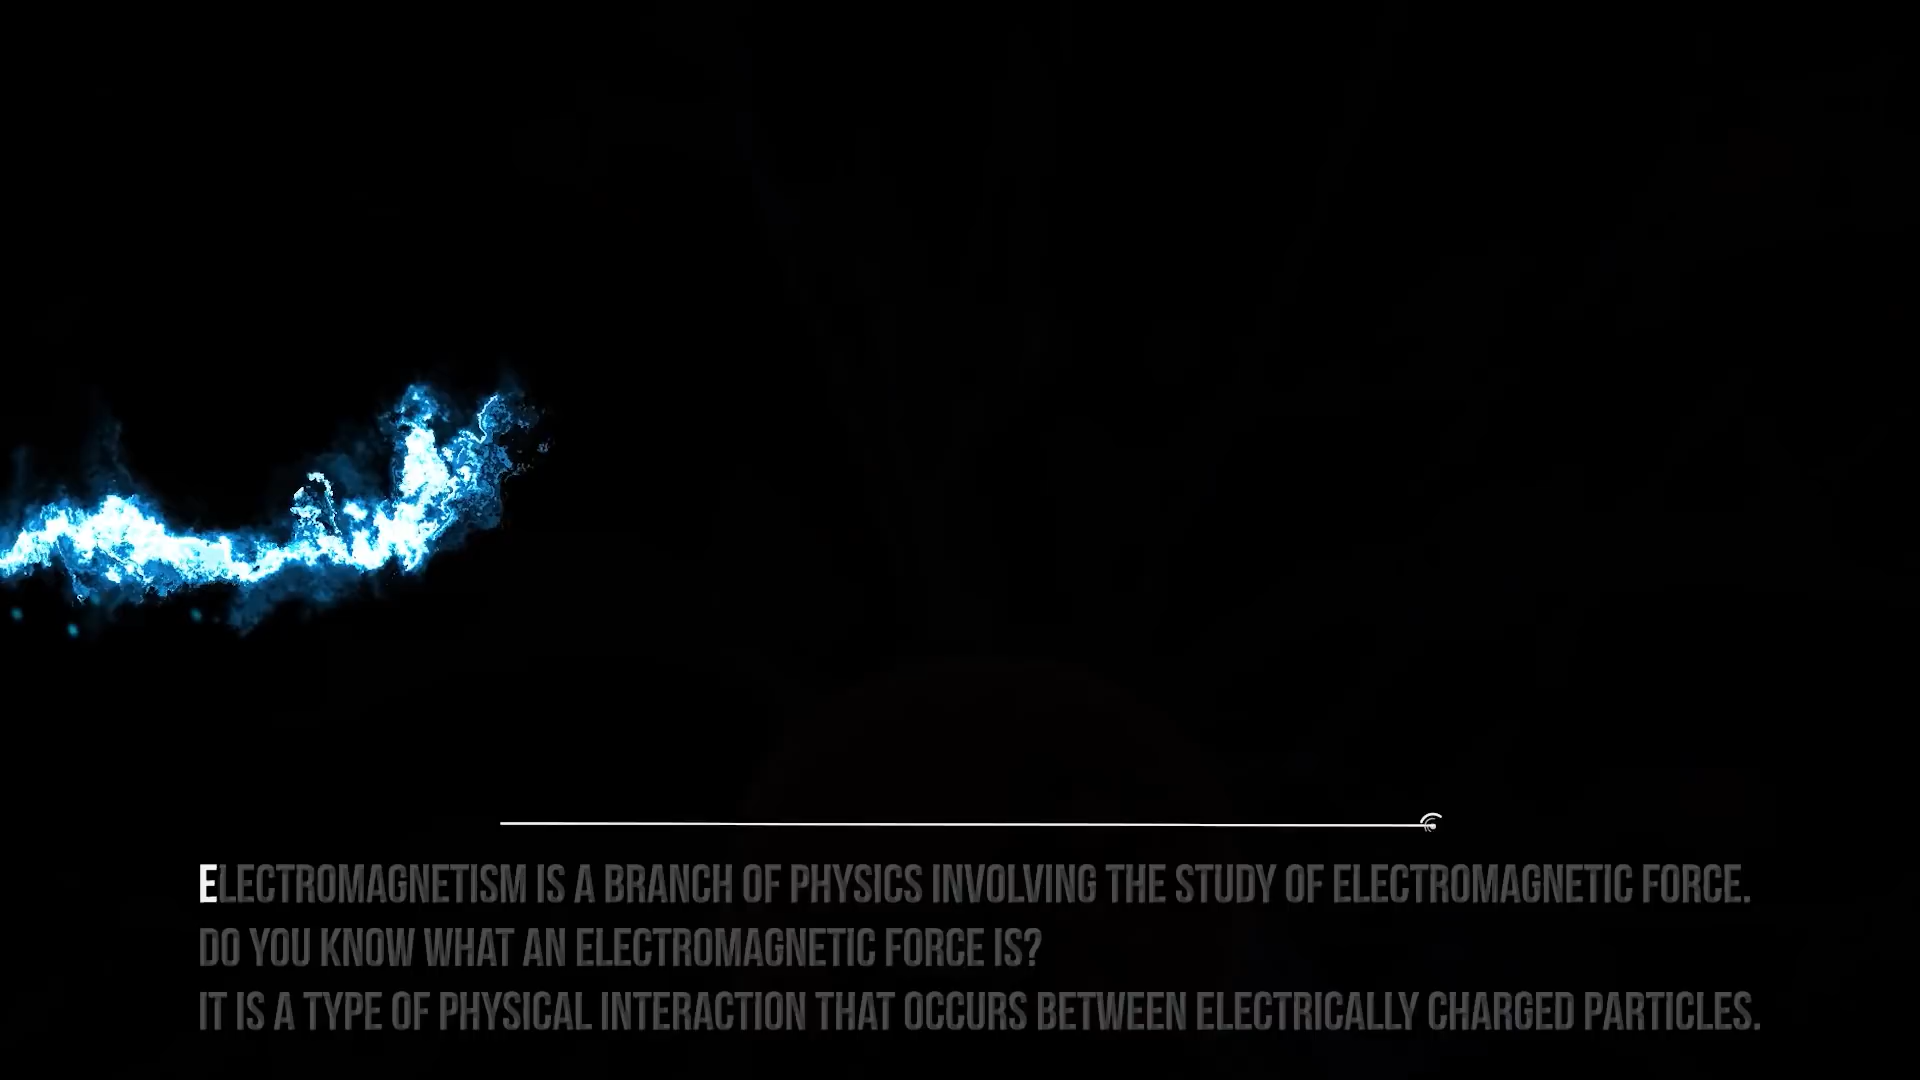 ELECTROMAGNETISM IS A BRANCH OF PHYSICS INVOLVING THE STUDY OF ELECTROMAGNETIC FORCE.
DO YOU KNOW WHAT AN ELECTROMAGNETIC FORCE IS?
IT IS A TYPE OF PHYSICAL INTERACTION THAT OCCURS BETWEEN ELECTRICALLY CHARGED PARTICLES.